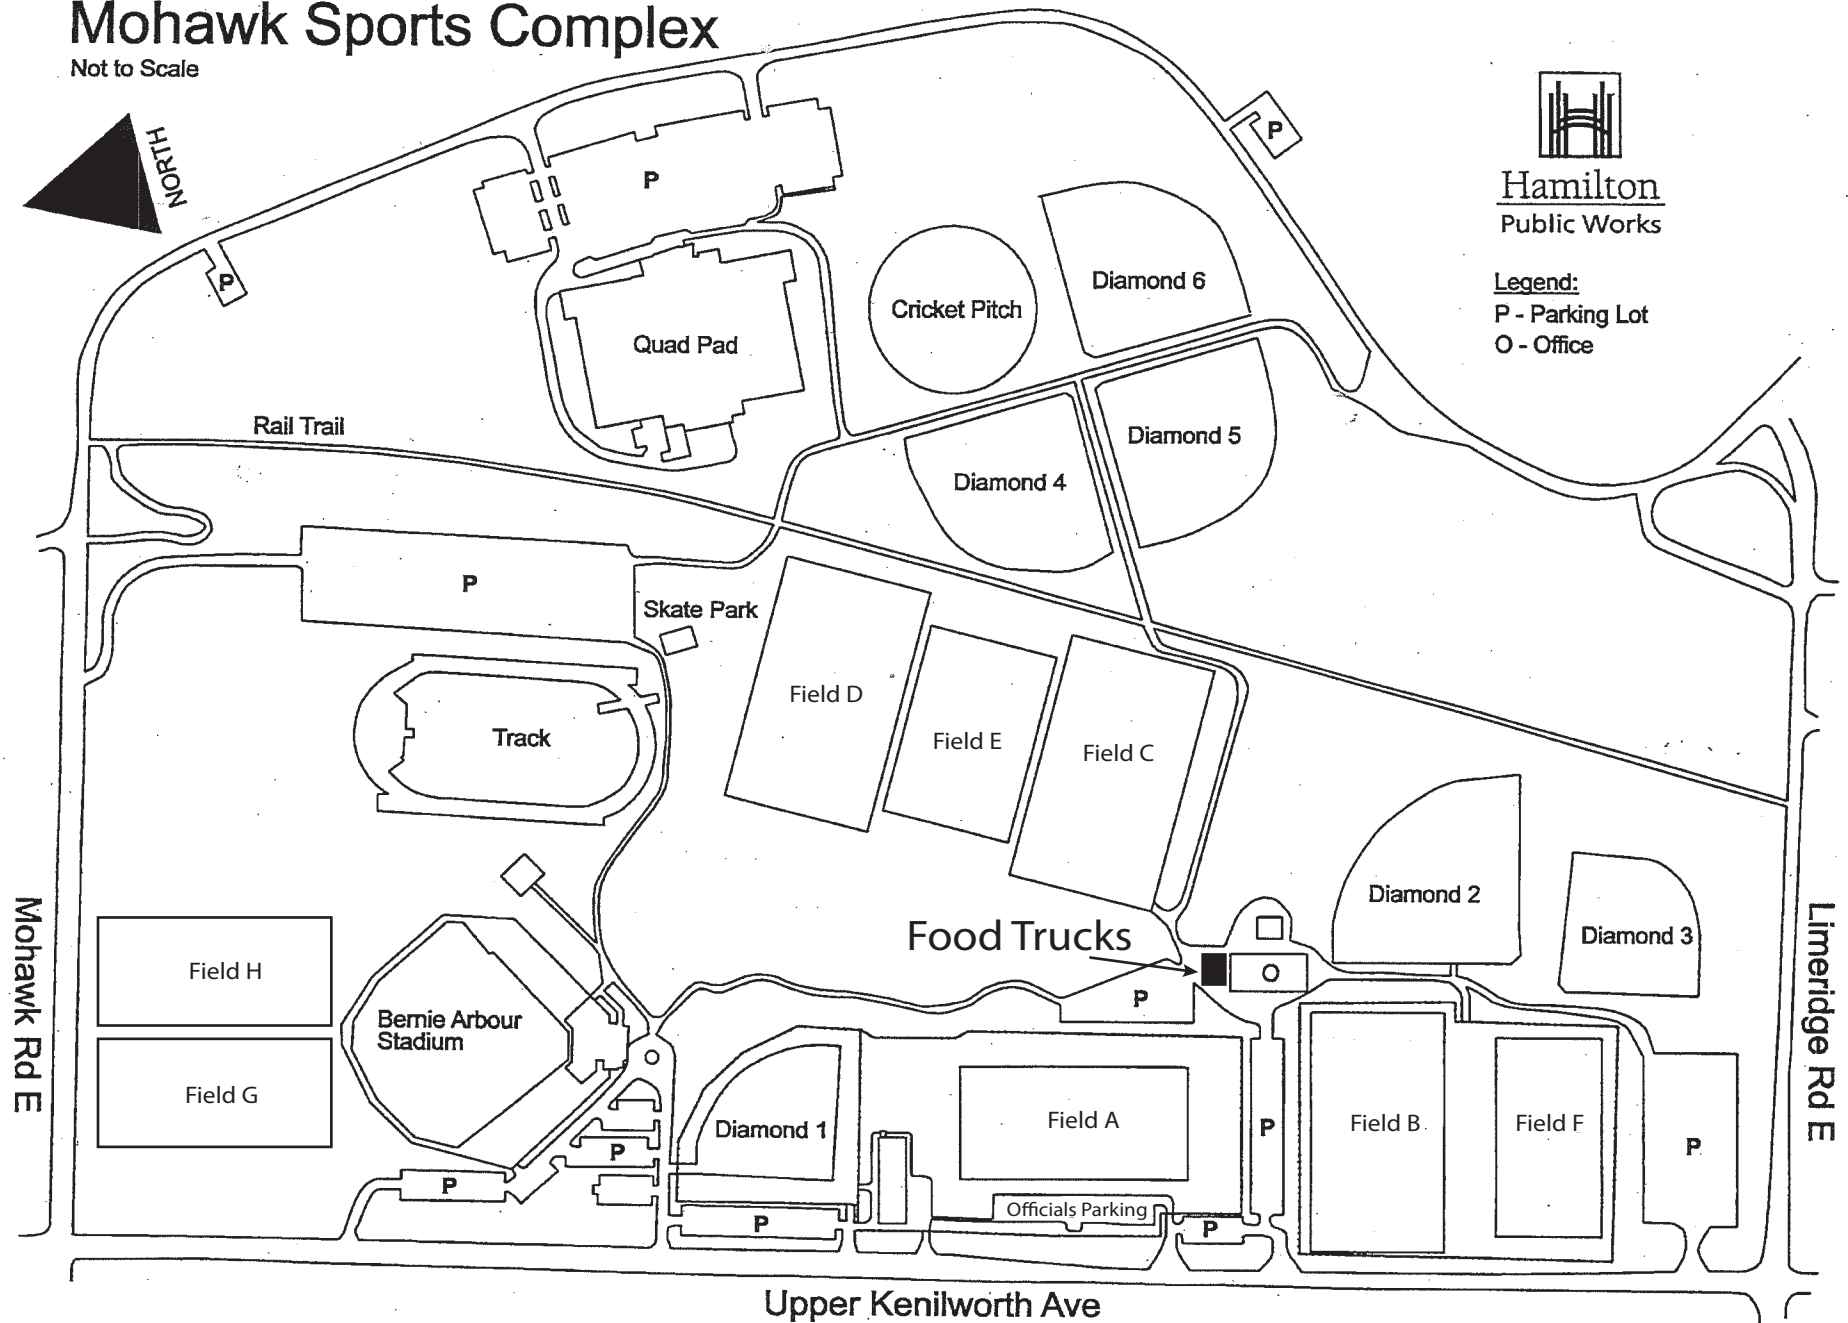 Mohawk Sports Complex
Not to Scale
NORTH
Hamilton
Public Works
Legend:
P - Parking Lot
O - Office
P
P
P
P
Diamond 6
Cricket Pitch
Quad Pad
Rail Trail
Diamond 5
Diamond 4
P
Skate Park
Field D
Field E
Field C
Track
Diamond 2
Diamond 3
Food Trucks
O
P
Field H
Field G
Bernie Arbour
Stadium
Diamond 1
Field A
P
Field B
Field F
P
P
P
Officials Parking
P
P
Mohawk Rd E
Limeridge Rd E
Upper Kenilworth Ave